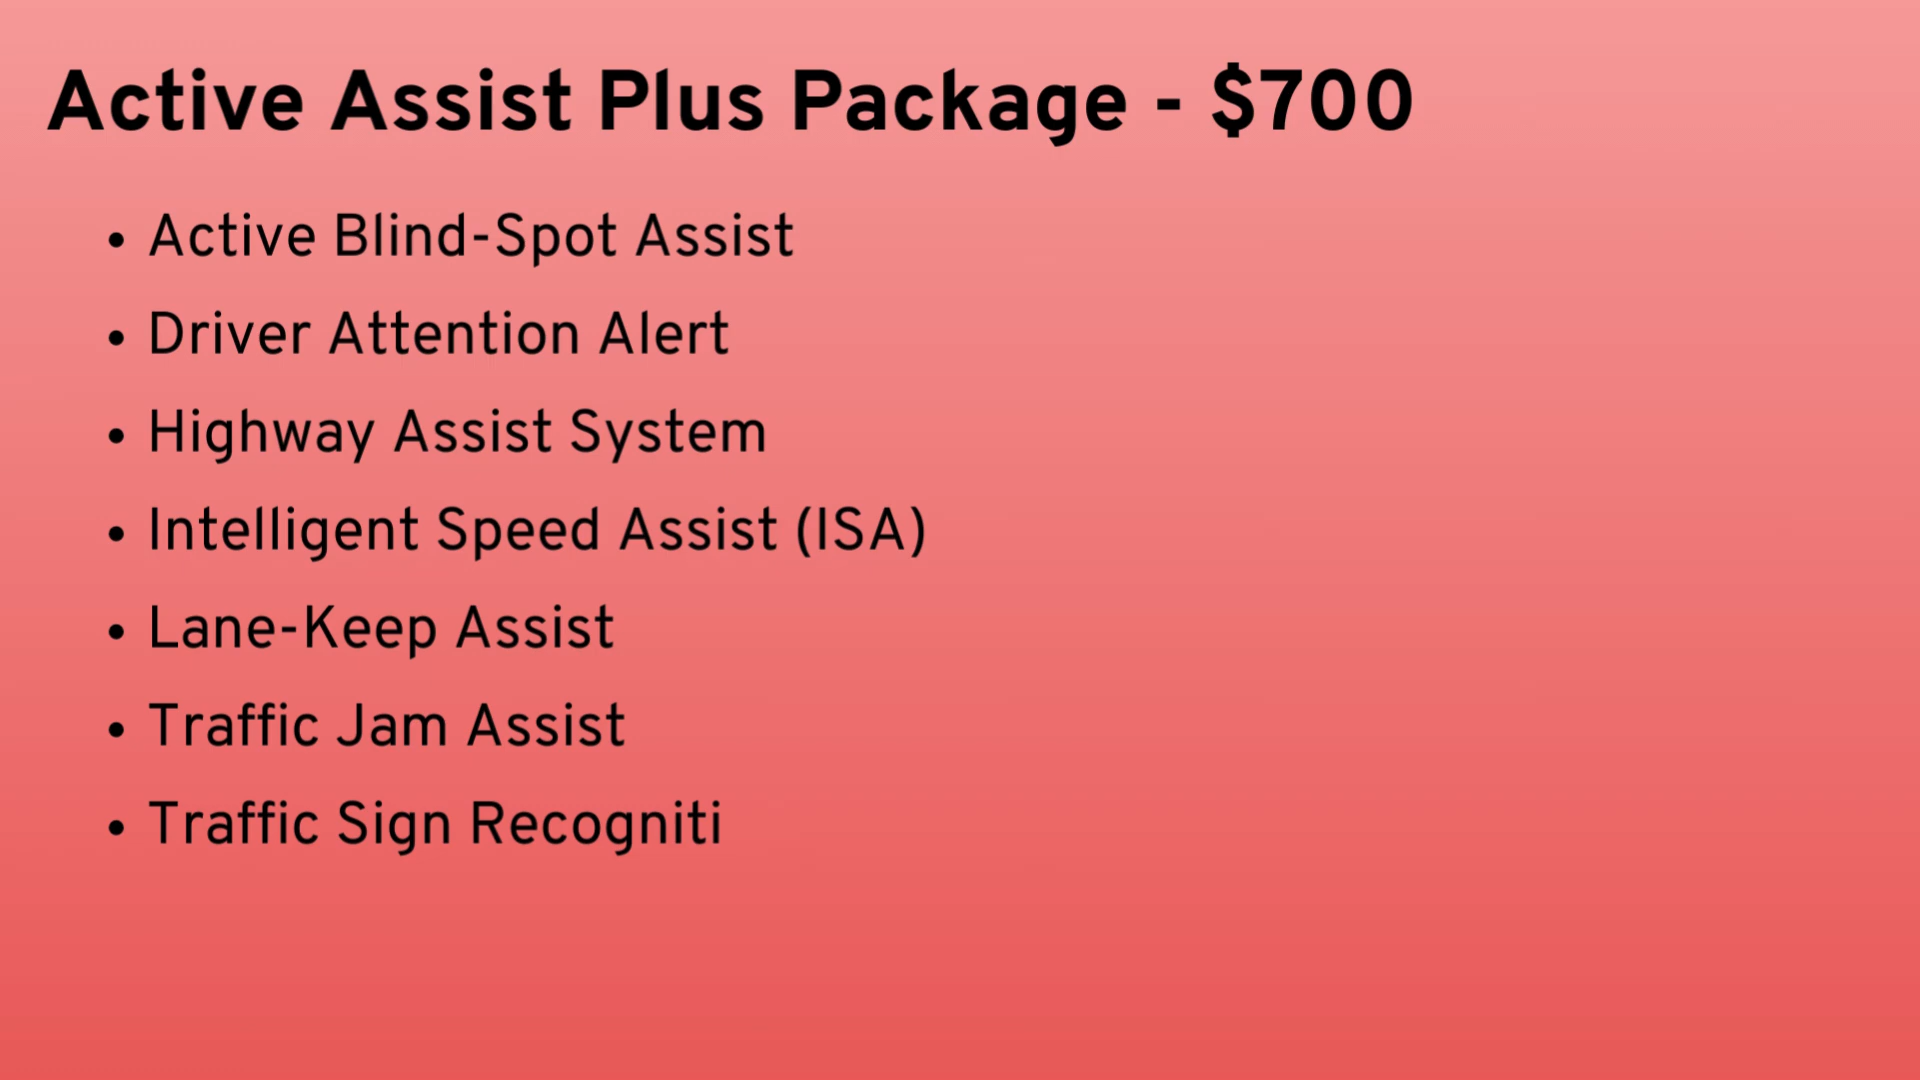 Active Assist Plus Package - $700
• Active Blind-Spot Assist
• Driver Attention Alert
• Highway Assist System
• Intelligent Speed Assist (ISA)
• Lane-Keep Assist
• Traffic Jam Assist
• Traffic Sign Recogniti